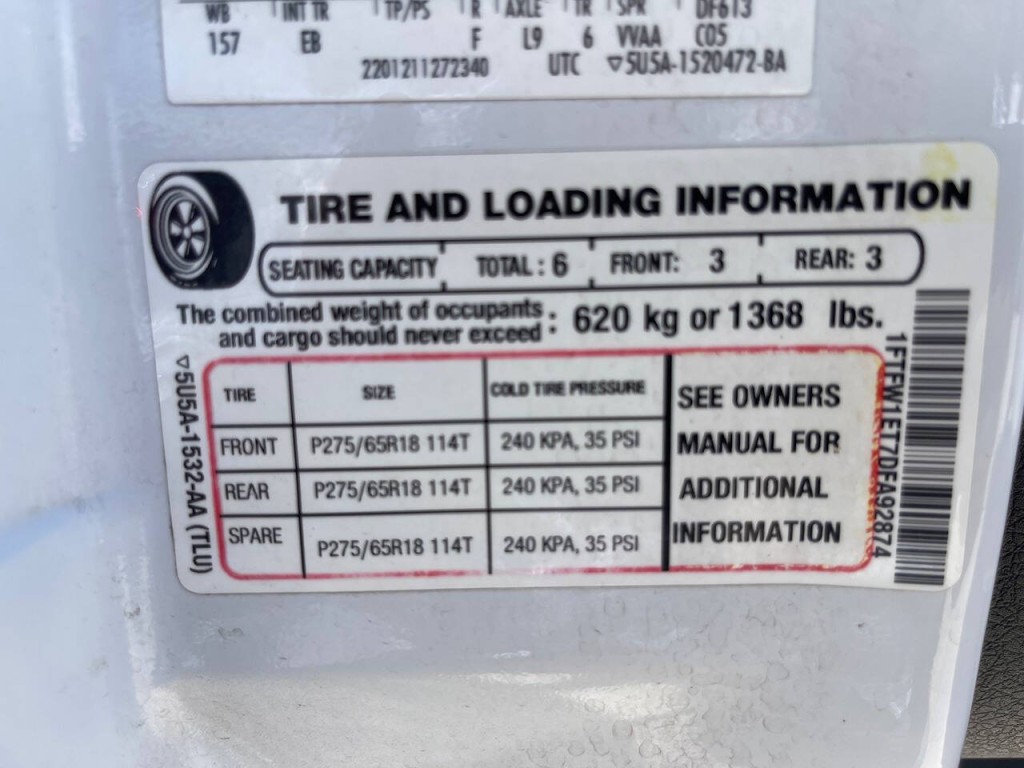 WB INT TR TP/PS R AXLE TR SPR DF613
157 EB F L9 6 VVAA C05
2201211272340 UTC ▽5U5A-1520472-BA
TIRE AND LOADING INFORMATION
SEATING CAPACITY TOTAL: 6 FRONT: 3 REAR: 3
The combined weight of occupants
and cargo should never exceed : 620 kg or 1368 lbs.
TIRE SIZE COLD TIRE PRESSURE
FRONT P275/65R18 114T 240 KPA, 35 PSI
REAR P275/65R18 114T 240 KPA, 35 PSI
SPARE P275/65R18 114T 240 KPA, 35 PSI
SEE OWNERS
MANUAL FOR
ADDITIONAL
INFORMATION
▽5U5A-1532-AA (TLU)
1FTFW1ET7DFA92874